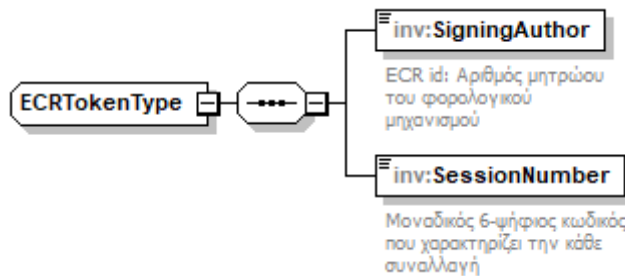 inv:SigningAuthor
ECR id: Αριθμός μητρώου
του φορολογικού
μηχανισμού
ECRTokenType
inv:SessionNumber
Μοναδικός 6-ψήφιος κωδικός
που χαρακτηρίζει την κάθε
συναλλαγή